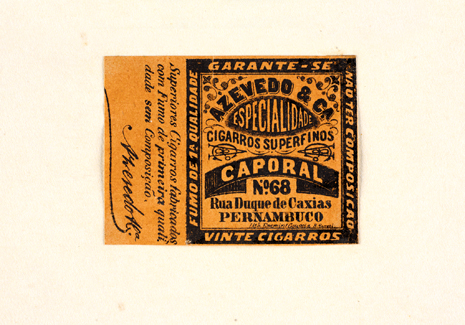 GARANTE-SE
FUMO DE 1ª QUALIDADE
AZEVEDO & Cª
ESPECIALIDADE
CIGARROS SUPERFINOS
CAPORAL
Nº68
Rua Duque de Caxias
PERNAMBUCO
VINTE CIGARROS
NÃO TER COMPOSIÇÃO
Superiores Cigarros fabricados
com Fumo de primeira quali
dade sem Composição.
Azevedo & Cª